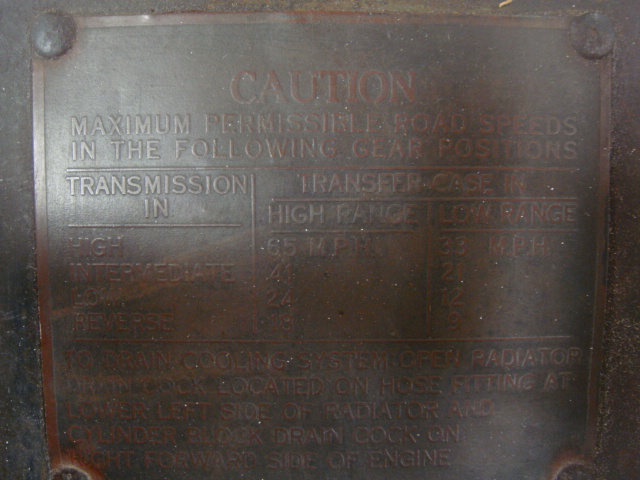 CAUTION
MAXIMUM PERMISSIBLE ROAD SPEEDS
IN THE FOLLOWING GEAR POSITIONS
TRANSMISSION IN
TRANSFER CASE IN
HIGH RANGE LOW RANGE
HIGH 65 M.P.H. 33 M.P.H.
INTERMEDIATE 41
LOW 24 12
REVERSE
TO DRAIN COOLING SYSTEM OPEN RADIATOR
DRAIN COCK LOCATED ON HOSE FITTING AT
LOWER LEFT SIDE OF RADIATOR AND
CYLINDER BLOCK DRAIN COCK ON
RIGHT FORWARD SIDE OF ENGINE